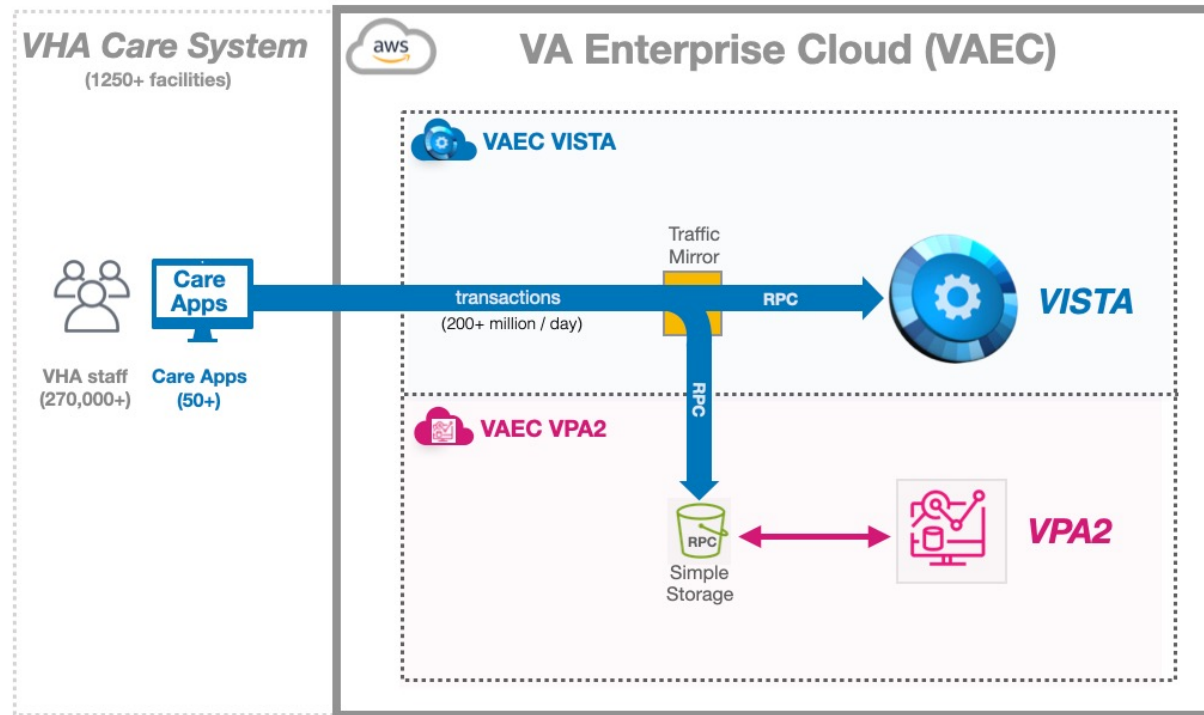 VHA Care System
(1250+ facilities)
aws
VA Enterprise Cloud (VAEC)
VAEC VISTA
Traffic
Mirror
Care
Apps
transactions
(200+ million / day)
RPC
VISTA
VHA staff
(270,000+)
Care Apps
(50+)
RPC
VAEC VPA2
RPC
Simple
Storage
VPA2